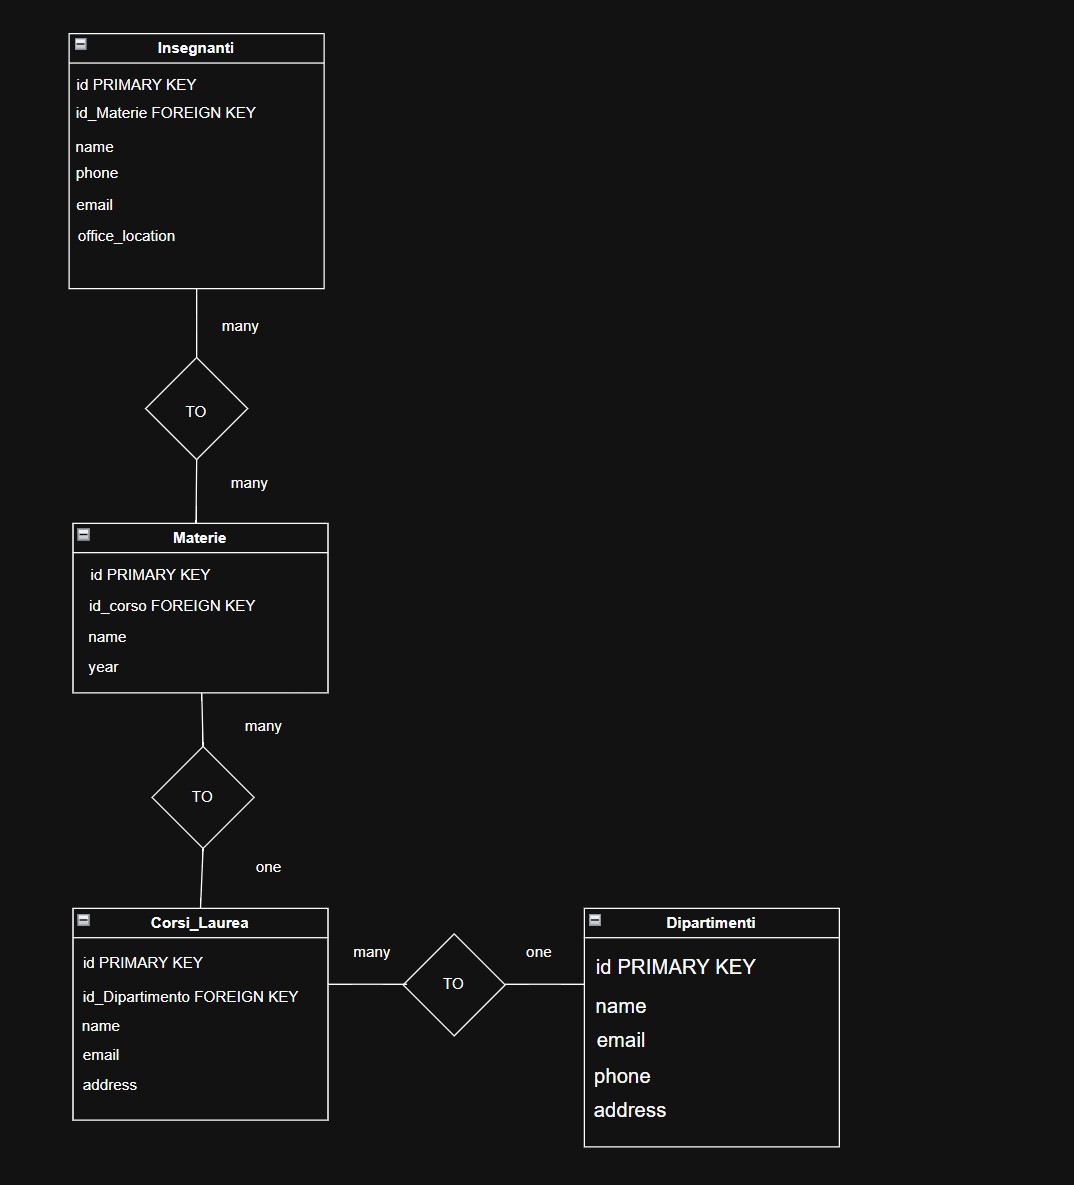 Insegnanti
id PRIMARY KEY
id_Materie FOREIGN KEY
name
phone
email
office_location
many
TO
many
Materie
id PRIMARY KEY
id_corso FOREIGN KEY
name
year
many
TO
one
Corsi_Laurea
id PRIMARY KEY
id_Dipartimento FOREIGN KEY
name
email
address
many
TO
one
Dipartimenti
id PRIMARY KEY
name
email
phone
address